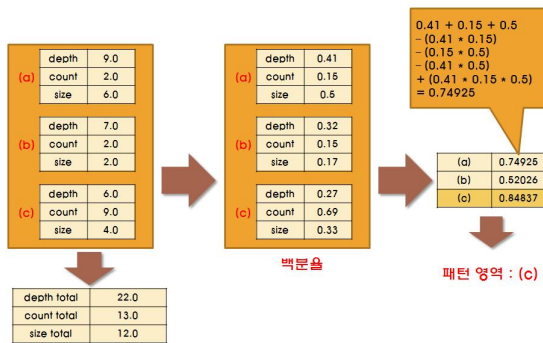 (a)
depth 9.0
count 2.0
size 6.0
(b)
depth 7.0
count 2.0
size 2.0
(c)
depth 6.0
count 9.0
size 4.0
depth total 22.0
count total 13.0
size total 12.0
(a)
depth 0.41
count 0.15
size 0.5
(b)
depth 0.32
count 0.15
size 0.17
(c)
depth 0.27
count 0.69
size 0.33
백분율
0.41 + 0.15 + 0.5
- (0.41 * 0.15)
- (0.15 * 0.5)
- (0.41 * 0.5)
+ (0.41 * 0.15 * 0.5)
= 0.74925
(a) 0.74925
(b) 0.52026
(c) 0.84837
패턴 영역 : (c)